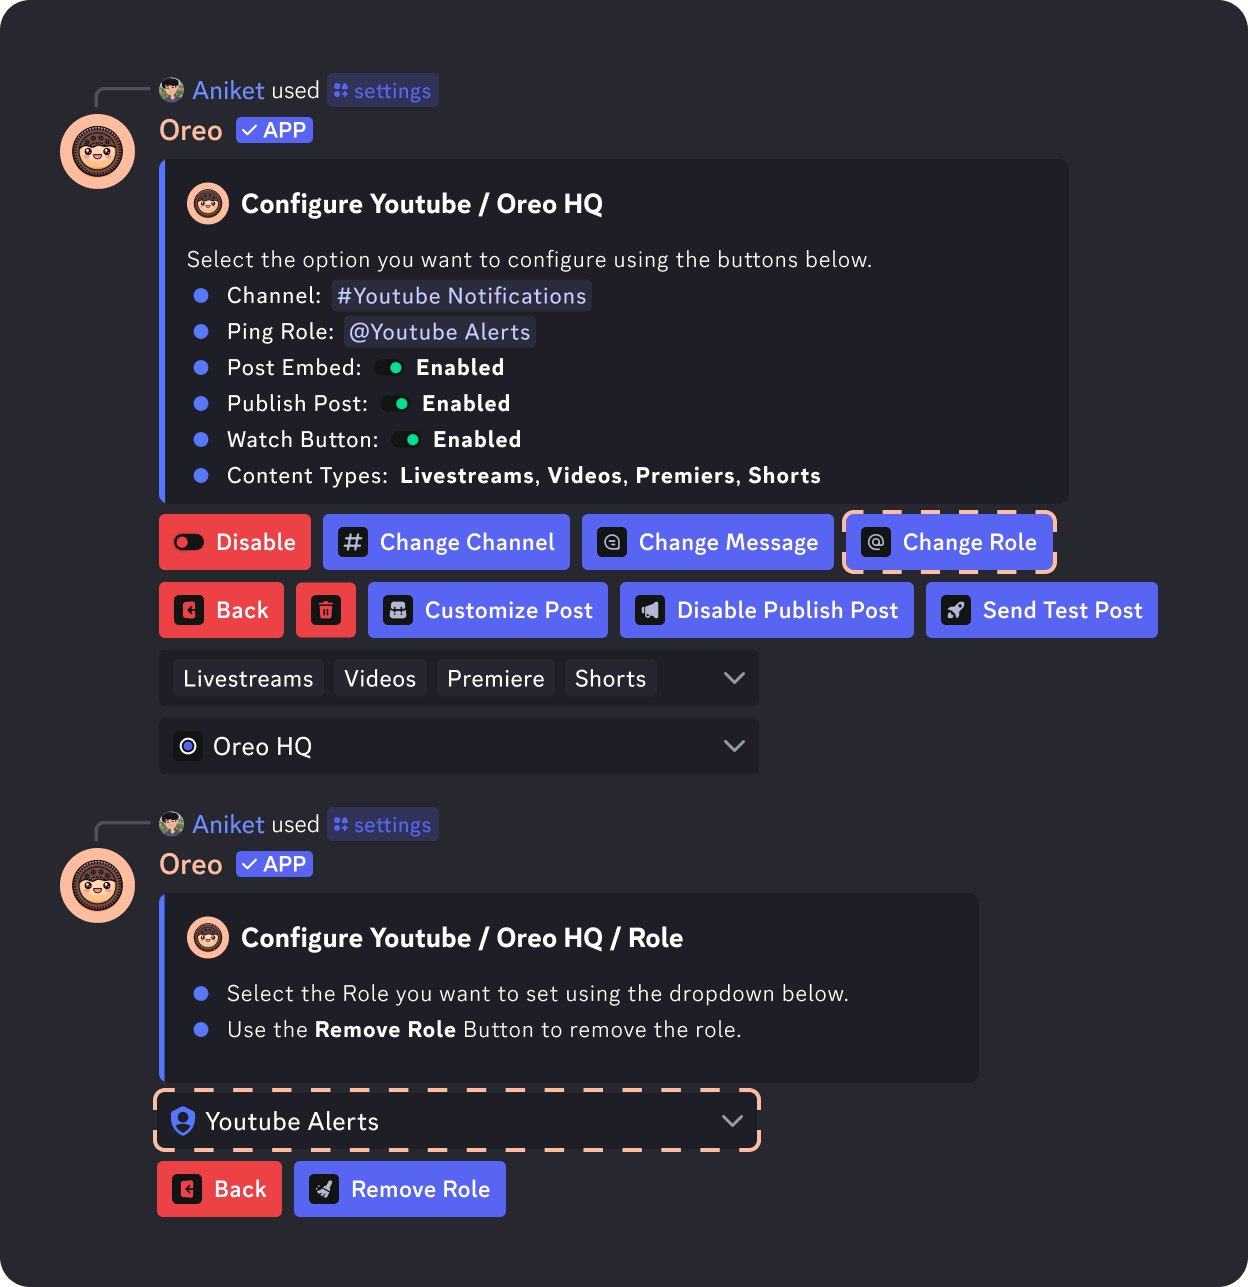 Aniket used settings
Oreo APP
Configure Youtube / Oreo HQ
Select the option you want to configure using the buttons below.
Channel: #Youtube Notifications
Ping Role: @Youtube Alerts
Post Embed: Enabled
Publish Post: Enabled
Watch Button: Enabled
Content Types: Livestreams, Videos, Premiers, Shorts
Disable # Change Channel Change Message @ Change Role
Back Customize Post Disable Publish Post Send Test Post
Livestreams Videos Premiere Shorts
Oreo HQ
Aniket used settings
Oreo APP
Configure Youtube / Oreo HQ / Role
Select the Role you want to set using the dropdown below.
Use the Remove Role Button to remove the role.
Youtube Alerts
Back Remove Role